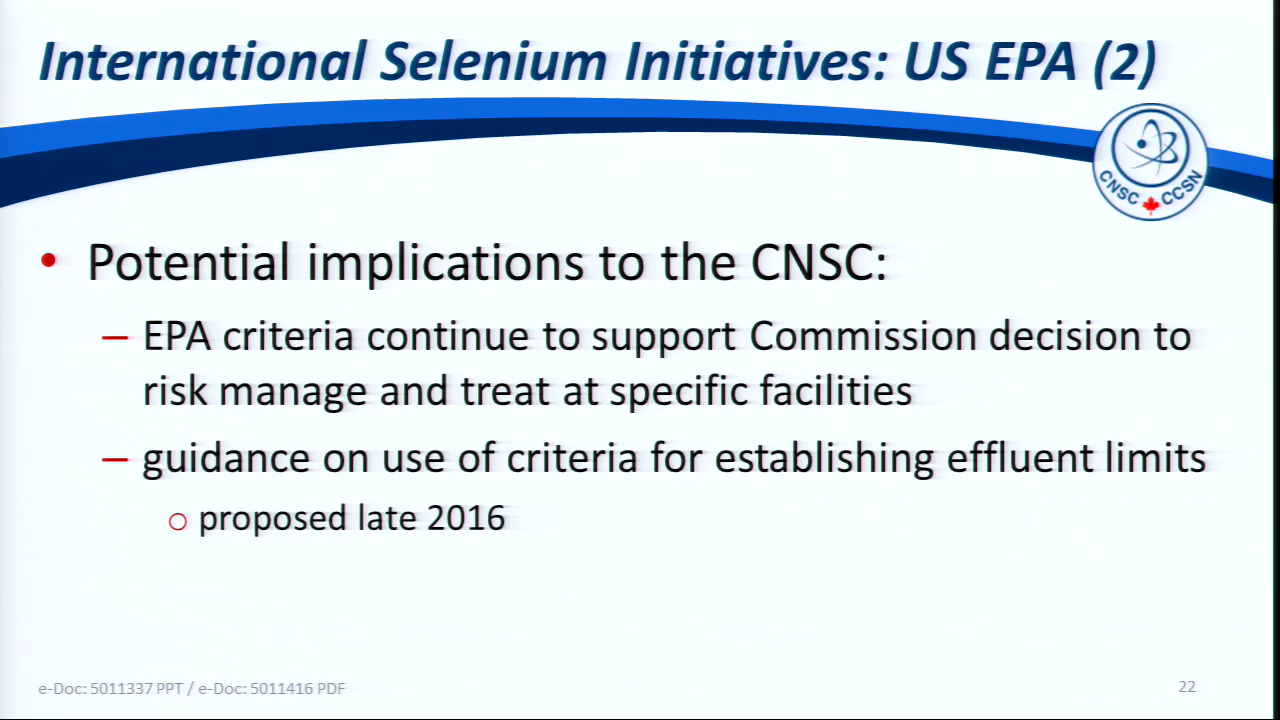 International Selenium Initiatives: US EPA (2)
CNSC CCSN
• Potential implications to the CNSC:
– EPA criteria continue to support Commission decision to
risk manage and treat at specific facilities
– guidance on use of criteria for establishing effluent limits
o proposed late 2016
e-Doc: 5011337 PPT / e-Doc: 5011416 PDF
22